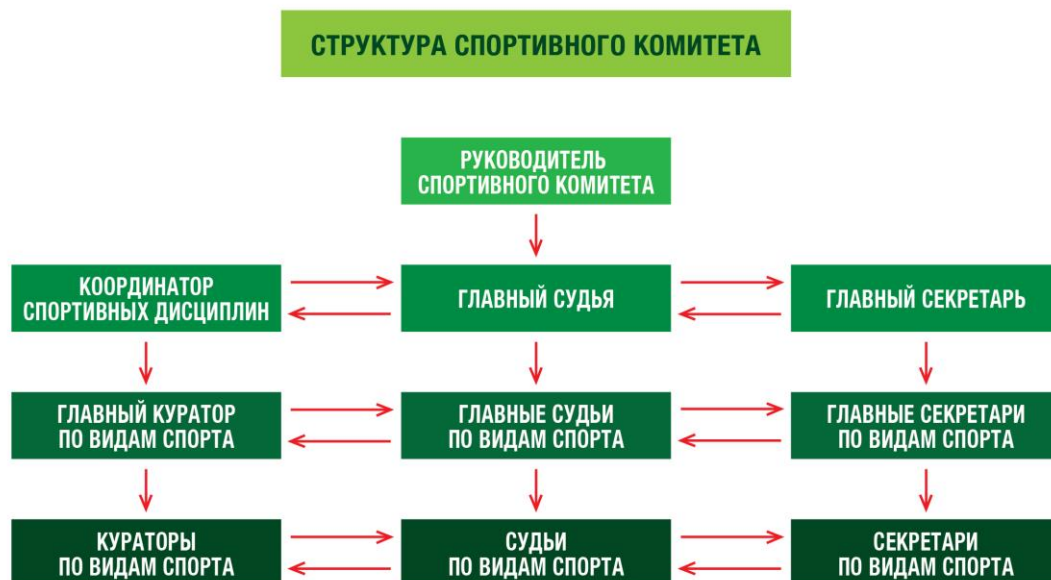 СТРУКТУРА СПОРТИВНОГО КОМИТЕТА
РУКОВОДИТЕЛЬ
СПОРТИВНОГО КОМИТЕТА
КООРДИНАТОР
СПОРТИВНЫХ ДИСЦИПЛИН
ГЛАВНЫЙ СУДЬЯ
ГЛАВНЫЙ СЕКРЕТАРЬ
ГЛАВНЫЙ КУРАТОР
ПО ВИДАМ СПОРТА
ГЛАВНЫЕ СУДЬИ
ПО ВИДАМ СПОРТА
ГЛАВНЫЕ СЕКРЕТАРИ
ПО ВИДАМ СПОРТА
КУРАТОРЫ
ПО ВИДАМ СПОРТА
СУДЬИ
ПО ВИДАМ СПОРТА
СЕКРЕТАРИ
ПО ВИДАМ СПОРТА